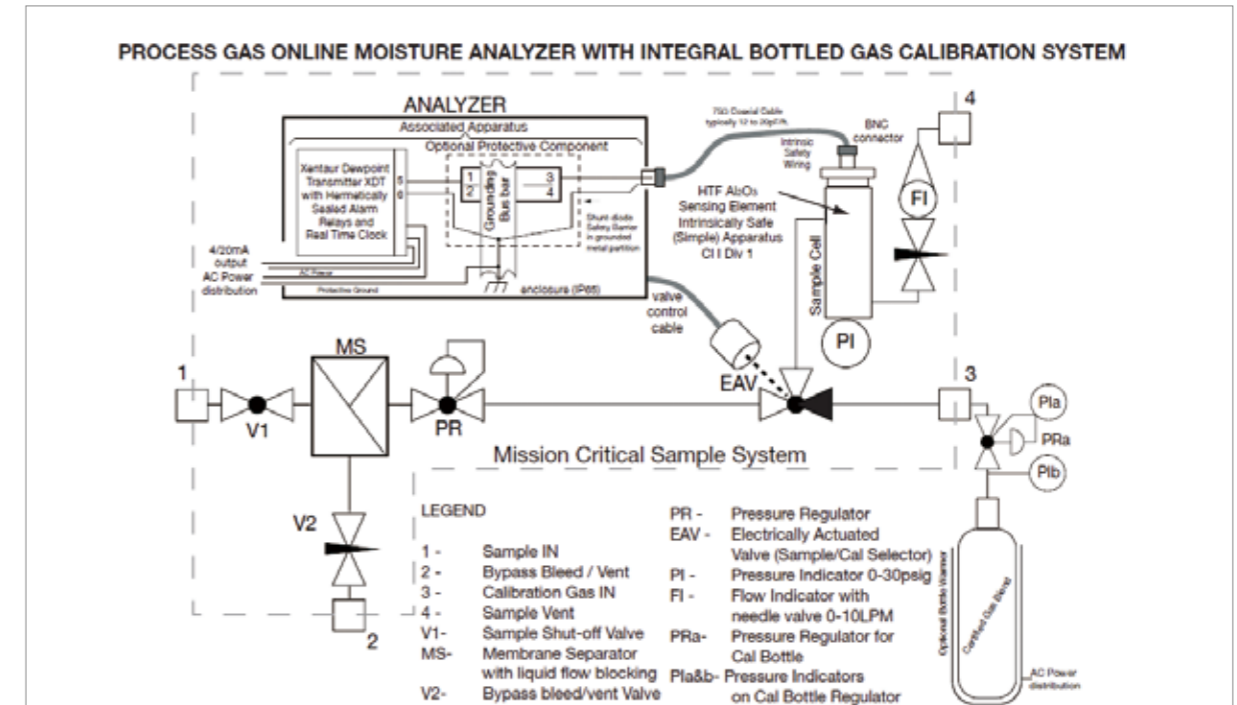 PROCESS GAS ONLINE MOISTURE ANALYZER WITH INTEGRAL BOTTLED GAS CALIBRATION SYSTEM
ANALYZER
Associated Apparatus
Optional Protective Component
Xentaur Dewpoint
Transmitter XDT
with Hermetically
Sealed Alarm
Relays and
Real Time Clock
5
6
1
2
Grounding
Bus bar
3
4
Shunt diode
Safety Barrier
in grounded
metal partition
4/20mA
output
AC Power
distribution
AC Power
Protective Ground
enclosure (IP65)
75Ω Coaxial Cable
typically 12 to 20pF/ft.
Intrinsic
Safety
Wiring
BNC
connector
4
FI
HTF Al2O3
Sensing Element
Intrinsically Safe
(Simple) Apparatus
Cl I Div 1
Sample Cell
PI
valve
control
cable
EAV
1
V1
MS
PR
3
PIa
PRa
PIb
V2
2
Mission Critical Sample System
Optional Bottle Warmer
Certified Gas Blend
AC Power
distribution
LEGEND
1 - Sample IN
2 - Bypass Bleed / Vent
3 - Calibration Gas IN
4 - Sample Vent
V1- Sample Shut-off Valve
MS- Membrane Separator
with liquid flow blocking
V2- Bypass bleed/vent Valve
PR - Pressure Regulator
EAV - Electrically Actuated
Valve (Sample/Cal Selector)
PI - Pressure Indicator 0-30psig
FI - Flow Indicator with
needle valve 0-10LPM
PRa- Pressure Regulator for
Cal Bottle
PIa&b- Pressure Indicators
on Cal Bottle Regulator